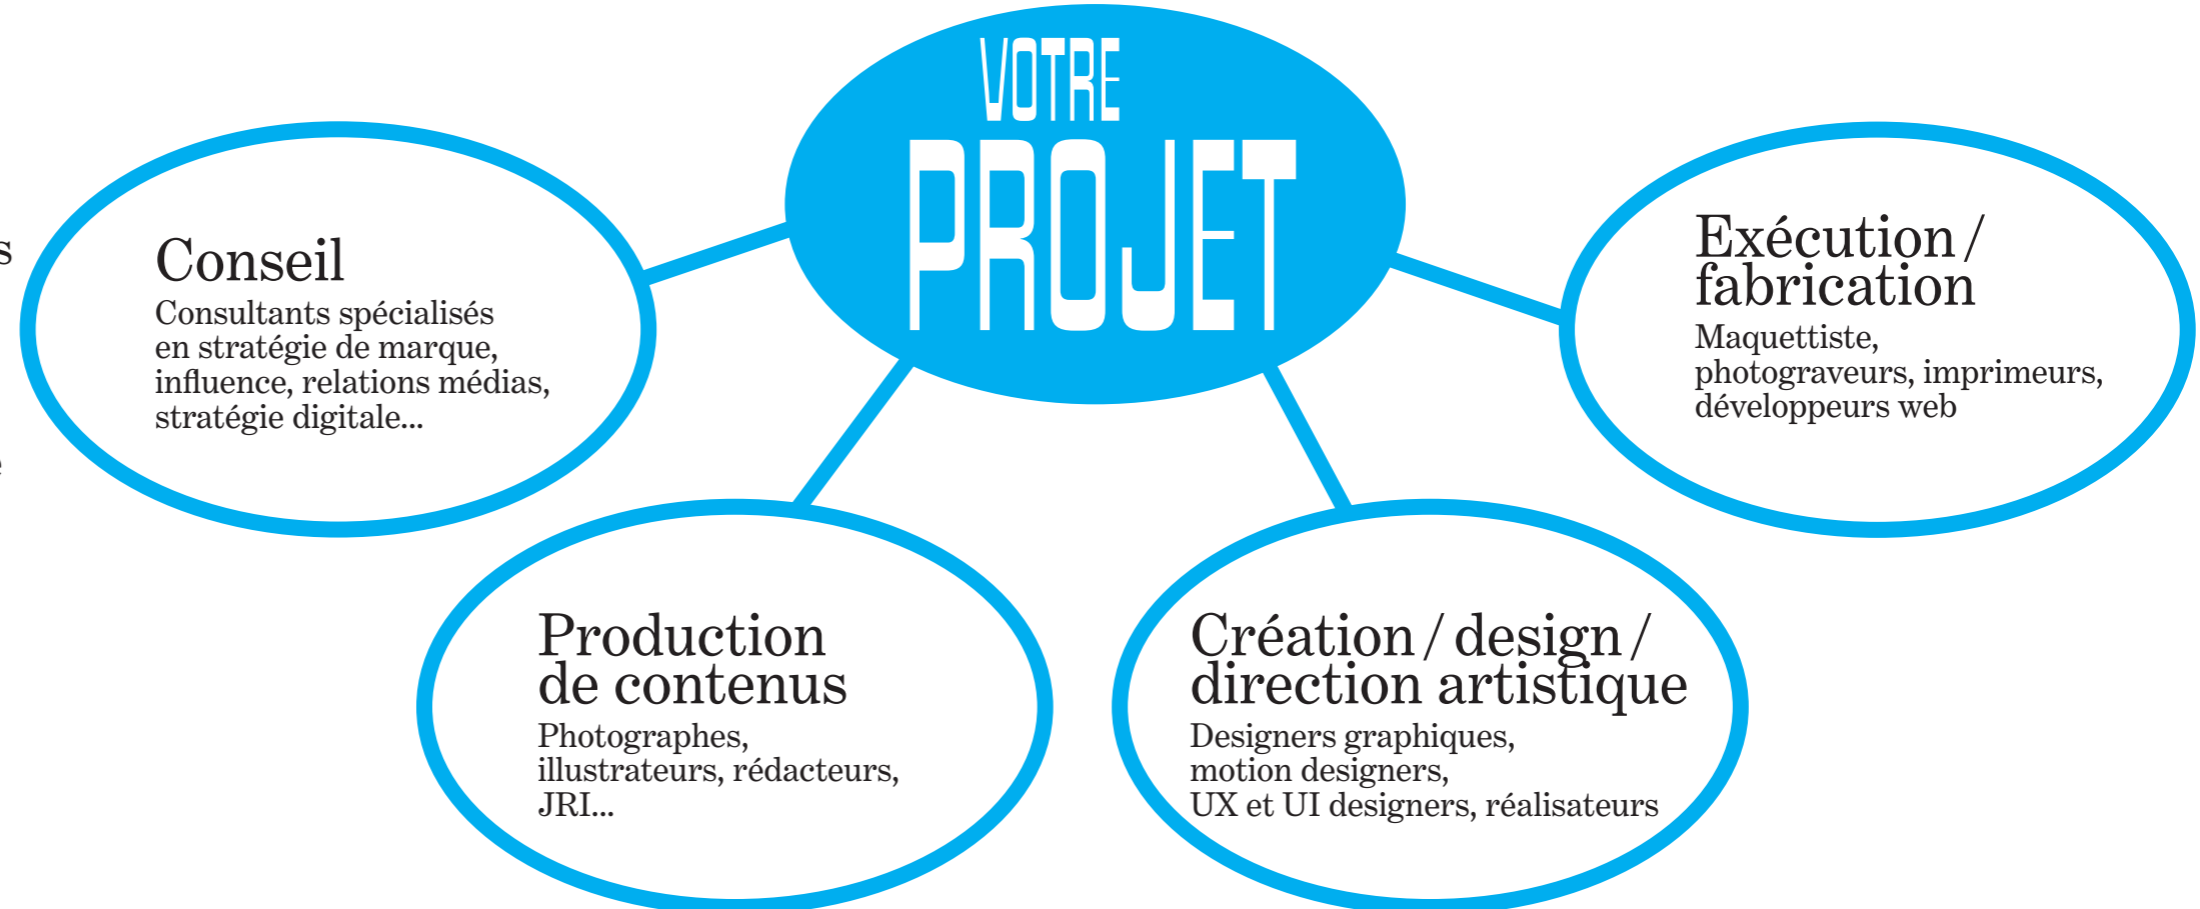 VOTRE
PROJET
Conseil
Consultants spécialisés
en stratégie de marque,
influence, relations médias,
stratégie digitale...
Production
de contenus
Photographes,
illustrateurs, rédacteurs,
JRI...
Création / design /
direction artistique
Designers graphiques,
motion designers,
UX et UI designers, réalisateurs
Exécution /
fabrication
Maquettiste,
photograveurs, imprimeurs,
développeurs web